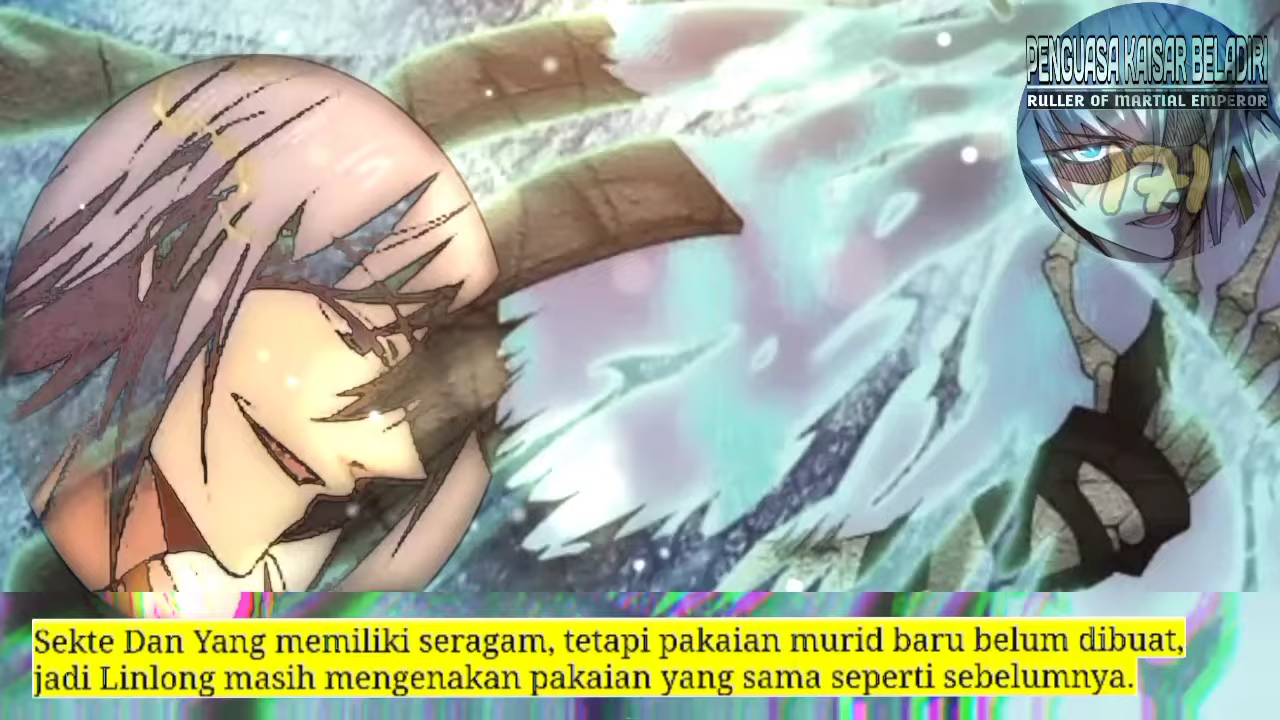 PENGUASA KAISAR BELADIRI
RULLER OF MARTIAL EMPEROR
Sekte Dan Yang memiliki seragam, tetapi pakaian murid baru belum dibuat,
jadi Linlong masih mengenakan pakaian yang sama seperti sebelumnya.